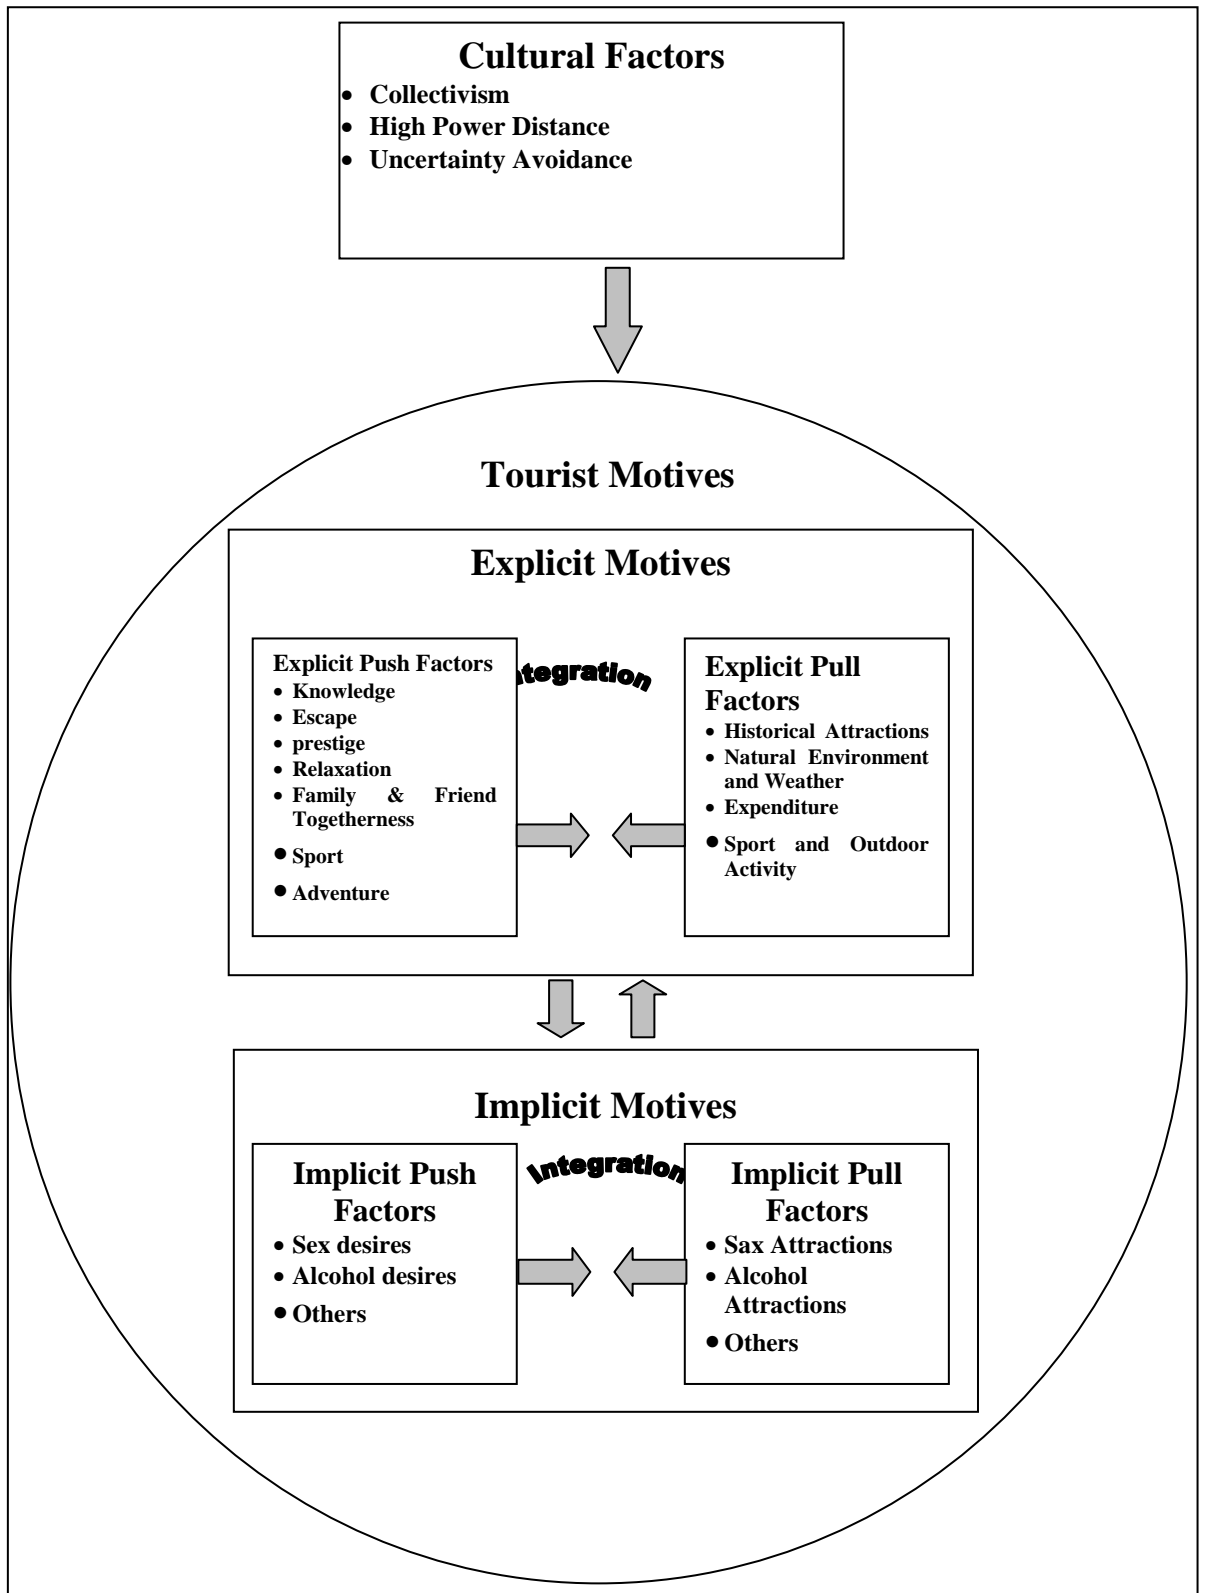 Cultural Factors
• Collectivism
• High Power Distance
• Uncertainty Avoidance
Tourist Motives
Explicit Motives
Explicit Push Factors
• Knowledge
• Escape
• prestige
• Relaxation
• Family & Friend
Togetherness
• Sport
• Adventure
ntegration
Explicit Pull
Factors
• Historical Attractions
• Natural Environment
and Weather
• Expenditure
• Sport and Outdoor
Activity
Implicit Motives
Implicit Push
Factors
• Sex desires
• Alcohol desires
• Others
Integration
Implicit Pull
Factors
• Sax Attractions
• Alcohol
Attractions
• Others